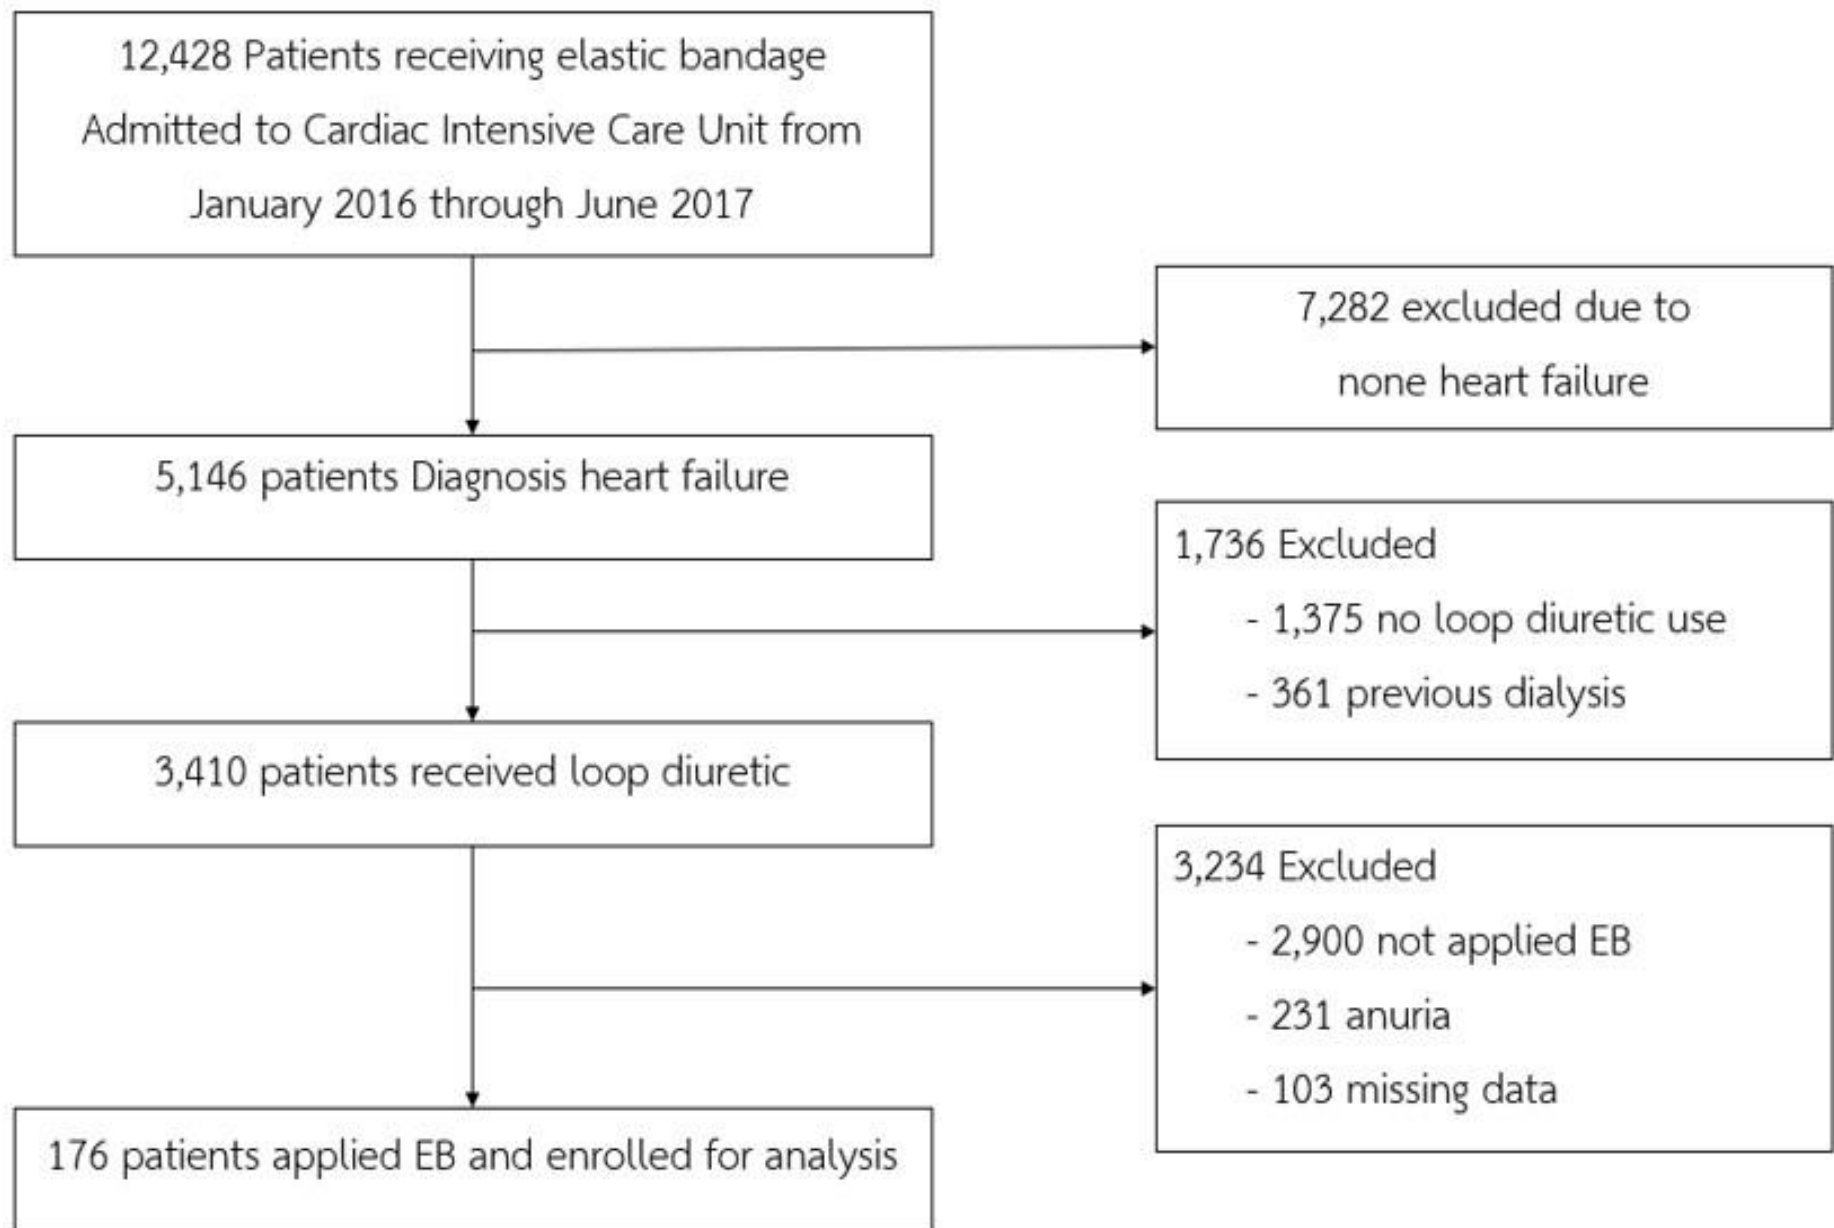 12,428 Patients receiving elastic bandage
Admitted to Cardiac Intensive Care Unit from
January 2016 through June 2017
7,282 excluded due to
none heart failure
5,146 patients Diagnosis heart failure
1,736 Excluded
- 1,375 no loop diuretic use
- 361 previous dialysis
3,410 patients received loop diuretic
3,234 Excluded
- 2,900 not applied EB
- 231 anuria
- 103 missing data
176 patients applied EB and enrolled for analysis